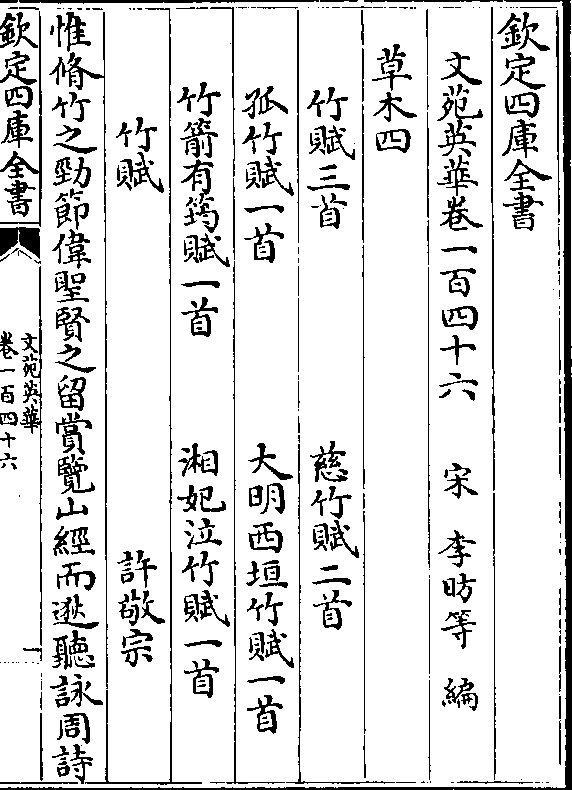 欽定四庫全書
文苑英華卷一百四十六 宋 李昉等 編
草木四
竹賦三首 慈竹賦二首
孤竹賦一首 大明西垣竹賦一首
竹箭有筠賦一首 湘妃泣竹賦一首
竹賦 許敬宗
惟脩竹之勁節偉聖賢之留賞覽山經而逖聽詠周詩
欽定四庫全書
文苑英華
卷一百四十六
一